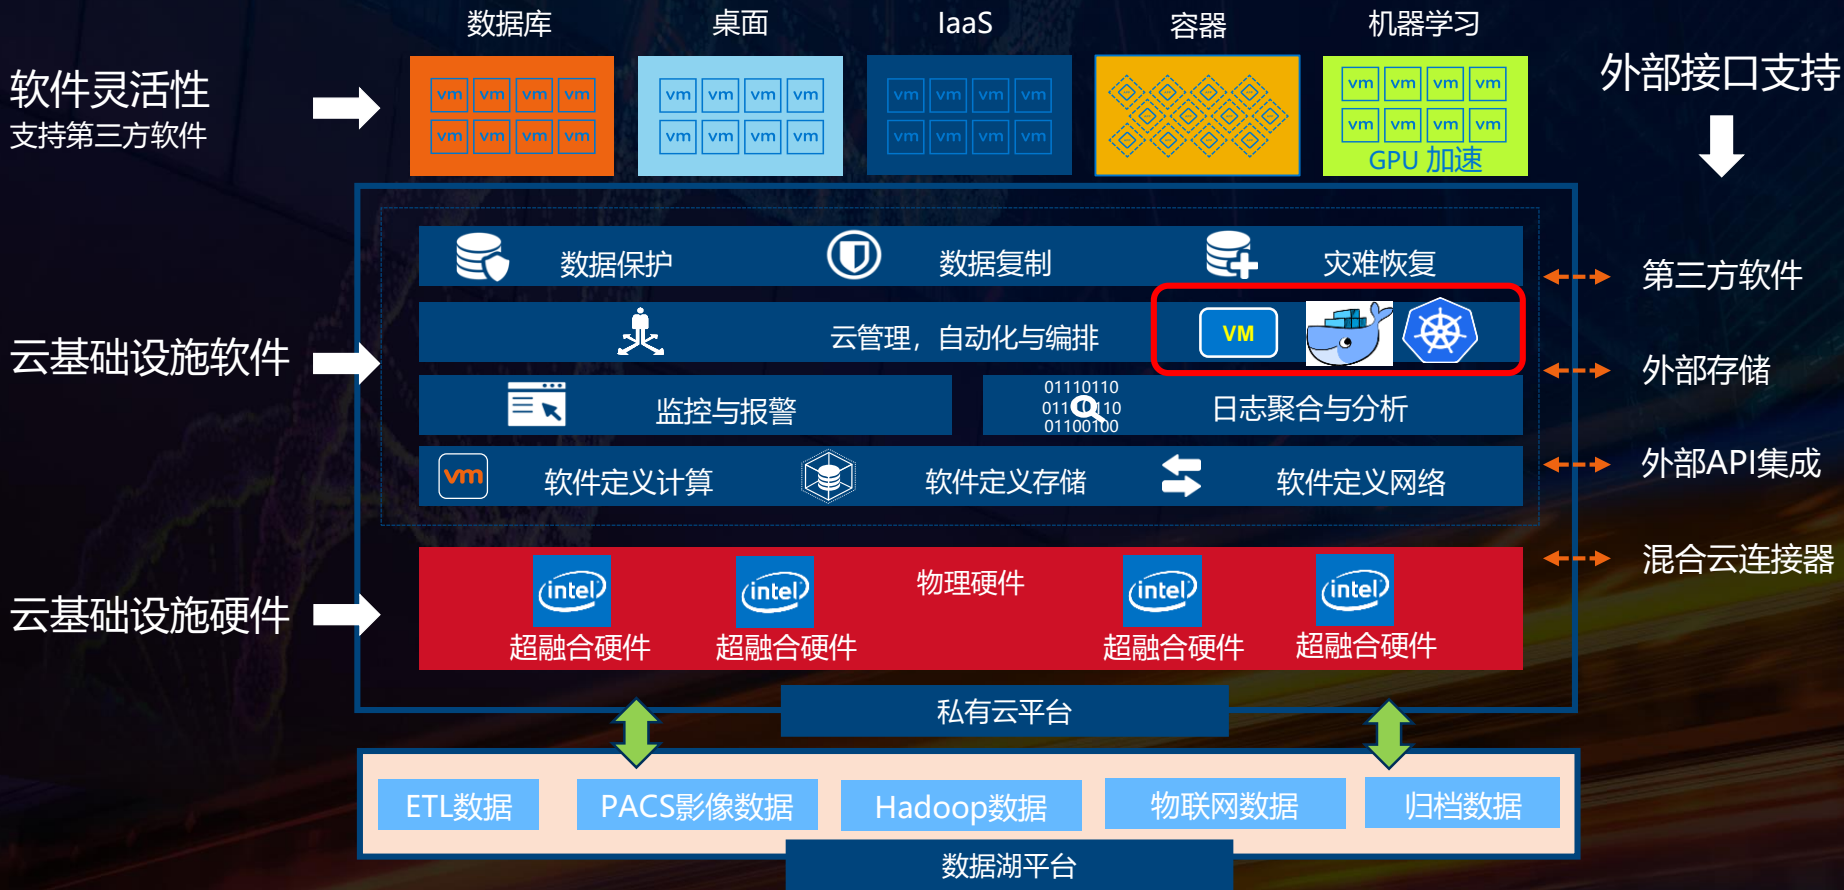 数据库
桌面
IaaS
容器
机器学习
软件灵活性
支持第三方软件
外部接口支持
vm vm vm vm
vm vm vm vm
vm vm vm vm
vm vm vm vm
vm vm vm vm
vm vm vm vm
vm vm vm vm
vm vm vm vm
GPU 加速
数据保护
数据复制
灾难恢复
第三方软件
云基础设施软件
云管理，自动化与编排
VM
外部存储
监控与报警
01110110
01100110
01100100
日志聚合与分析
vm
软件定义计算
软件定义存储
软件定义网络
外部API集成
混合云连接器
云基础设施硬件
物理硬件
intel
超融合硬件
intel
超融合硬件
intel
超融合硬件
intel
超融合硬件
私有云平台
ETL数据
PACS影像数据
Hadoop数据
物联网数据
归档数据
数据湖平台